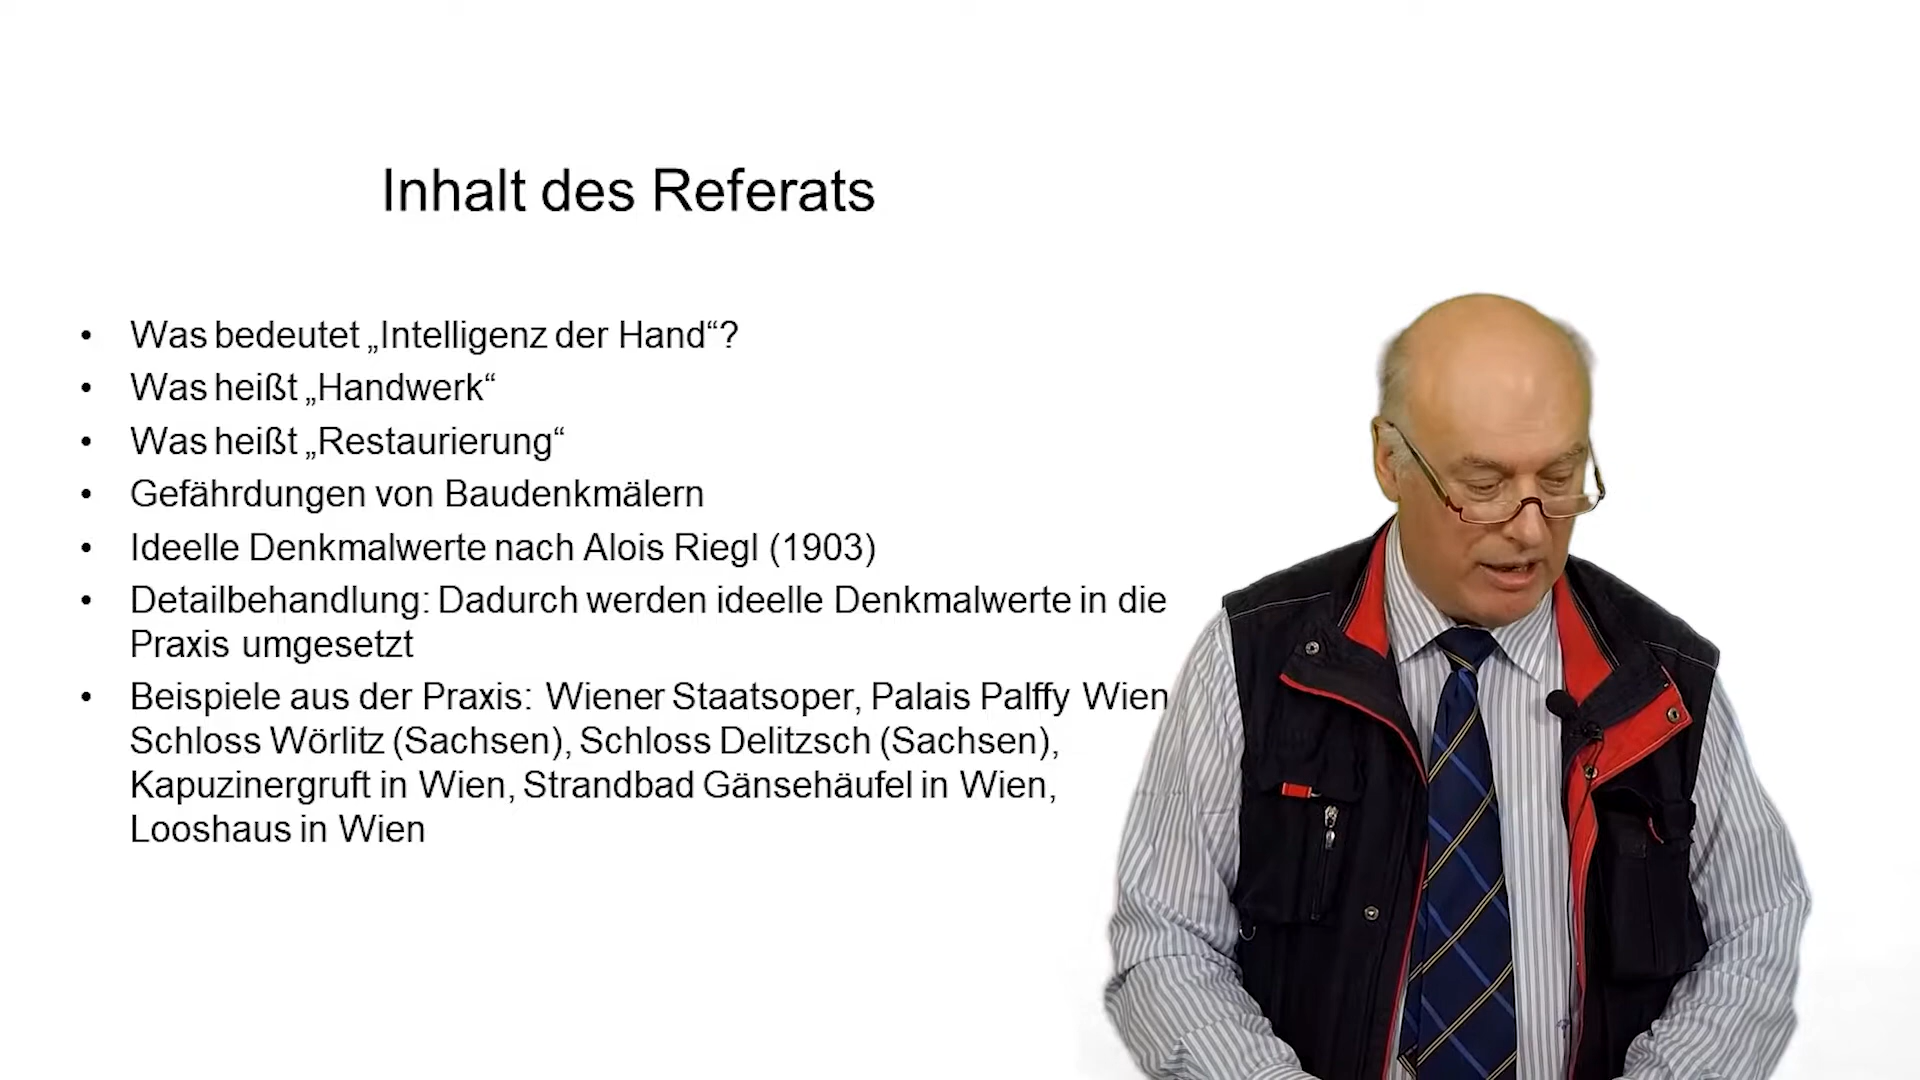 Inhalt des Referats
• Was bedeutet „Intelligenz der Hand“?
• Was heißt „Handwerk“
• Was heißt „Restaurierung“
• Gefährdungen von Baudenkmälern
• Ideelle Denkmalwerte nach Alois Riegl (1903)
• Detailbehandlung: Dadurch werden ideelle Denkmalwerte in die
Praxis umgesetzt
• Beispiele aus der Praxis: Wiener Staatsoper, Palais Palffy Wien
Schloss Wörlitz (Sachsen), Schloss Delitzsch (Sachsen),
Kapuzinergruft in Wien, Strandbad Gänsehäufel in Wien,
Looshaus in Wien